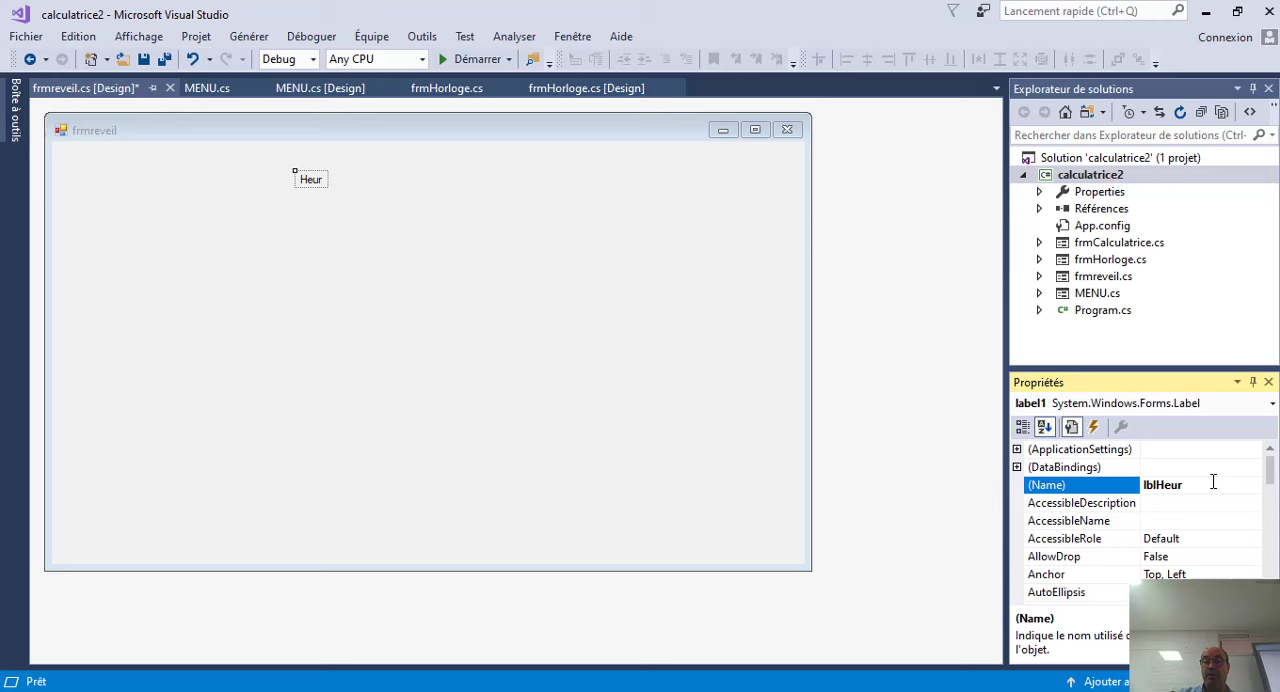 calculatrice2 - Microsoft Visual Studio
Lancement rapide (Ctrl+Q)
Fichier Edition Affichage Projet Générer Déboguer Équipe Outils Test Analyser Fenêtre Aide
Connexion
Debug Any CPU Démarrer
Boîte à outils
frmreveil.cs [Design]* MENU.cs MENU.cs [Design] frmHorloge.cs frmHorloge.cs [Design]
frmreveil
Heur
Explorateur de solutions
Rechercher dans Explorateur de solutions (Ctrl-
Solution 'calculatrice2' (1 projet)
C# calculatrice2
Properties
Références
App.config
frmCalculatrice.cs
frmHorloge.cs
frmreveil.cs
MENU.cs
C# Program.cs
Propriétés
label1 System.Windows.Forms.Label
(ApplicationSettings)
(DataBindings)
(Name) lblHeur
AccessibleDescription
AccessibleName
AccessibleRole Default
AllowDrop False
Anchor Top, Left
AutoEllipsis
(Name)
Indique le nom utilisé d
l'objet.
Prêt
Ajouter a